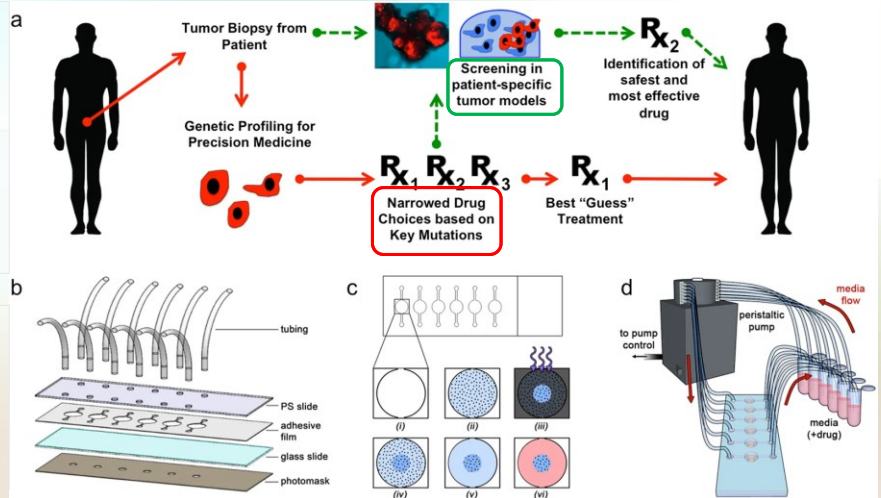 a
Tumor Biopsy from
Patient
Rx2
Screening in
patient-specific
tumor models
Identification of
safest and
most effective
drug
Genetic Profiling for
Precision Medicine
Rx1 Rx2 Rx3
Rx1
Narrowed Drug
Choices based on
Key Mutations
Best “Guess”
Treatment
b
tubing
PS slide
adhesive
film
glass slide
photomask
c
(i)
(ii)
(iii)
(iv)
(v)
(vi)
d
media
flow
peristaltic
pump
to pump
control
media
(+drug)